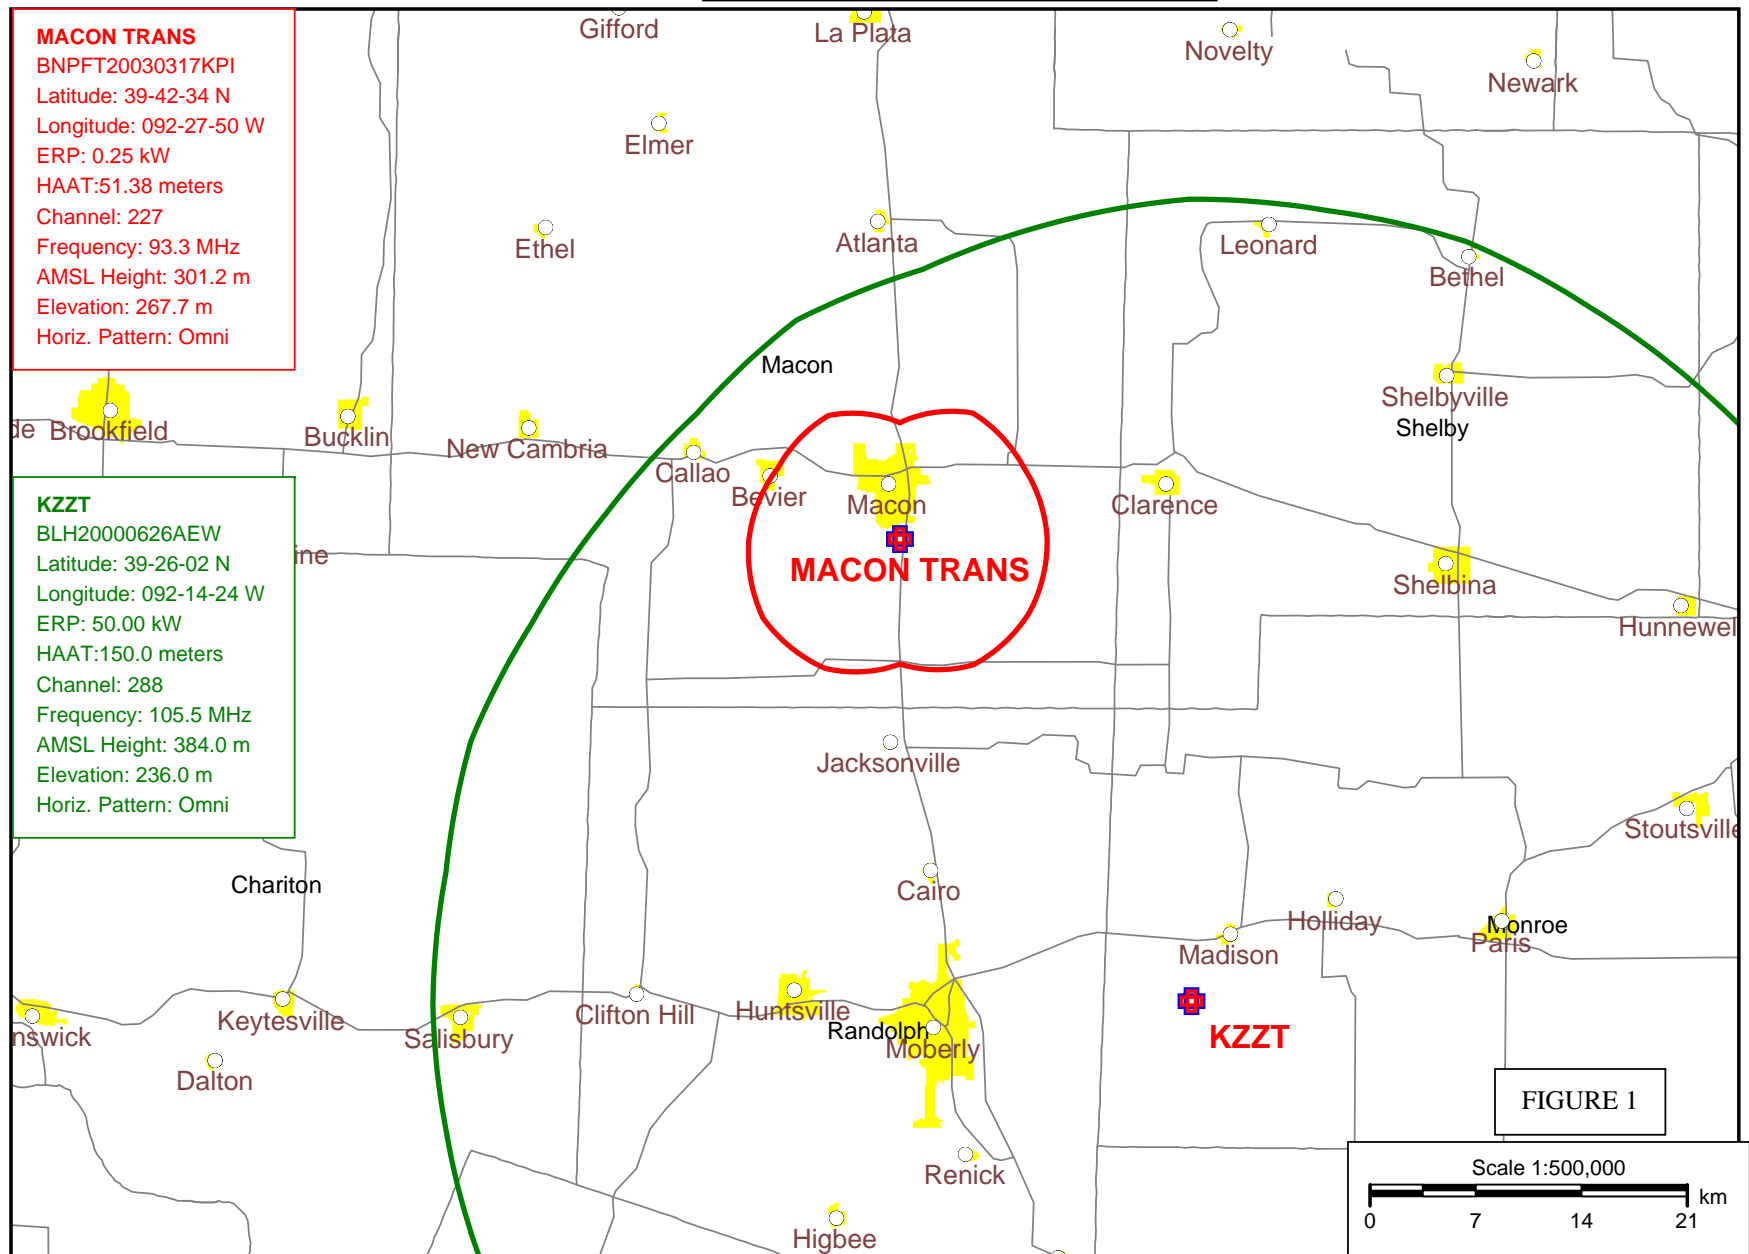 MACON TRANS
BNPFT20030317KPI
Latitude: 39-42-34 N
Longitude: 092-27-50 W
ERP: 0.25 kW
HAAT:51.38 meters
Channel: 227
Frequency: 93.3 MHz
AMSL Height: 301.2 m
Elevation: 267.7 m
Horiz. Pattern: Omni
Gifford
La Plata
Novelty
Newark
Elmer
Ethel
Atlanta
Leonard
Bethel
Macon
Shelbyville
Shelby
de
Brookfield
Bucklin
New Cambria
Callao
Bevier
Macon
Clarence
KZZT
BLH20000626AEW
Latitude: 39-26-02 N
Longitude: 092-14-24 W
ERP: 50.00 kW
HAAT:150.0 meters
Channel: 288
Frequency: 105.5 MHz
AMSL Height: 384.0 m
Elevation: 236.0 m
Horiz. Pattern: Omni
ine
MACON TRANS
Shelbina
Hunnewel
Jacksonville
Stoutsville
Chariton
Cairo
Holliday
Monroe
Paris
Madison
nswick
Keytesville
Salisbury
Clifton Hill
Huntsville
Randolph
Moberly
KZZT
Dalton
Renick
Higbee
FIGURE 1
Scale 1:500,000
km
0 7 14 21